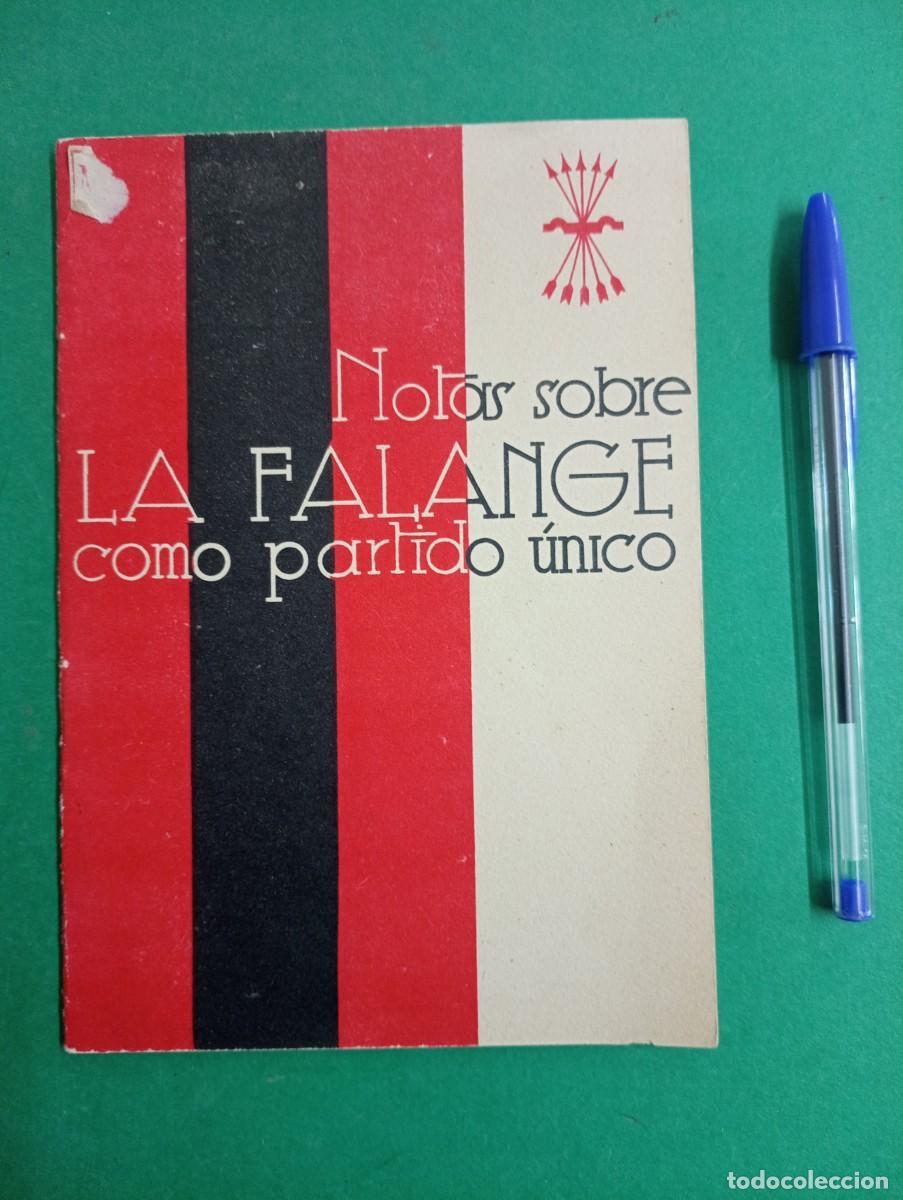 Notas sobre
LA FALANGE
como partido único
todocoleccion